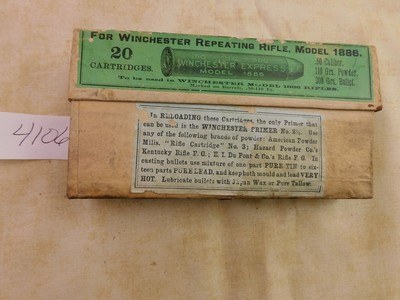 FOR WINCHESTER REPEATING RIFLE, MODEL 1886.
20
CARTRIDGES.
WINCHESTER EXPRESS
MODEL 1886
.50 Caliber.
110 Grs. Powder.
300 Grs. Bullet.
To be used in WINCHESTER MODEL 1886 RIFLES.
Marked on Barrels,
4106
In RELOADING these Cartridges, the only Primer that
can be used is the WINCHESTER PRIMER No. Use
any of the following brands of powder: American Powder
Mills, "Rifle Cartridge" No. 3; Hazard Powder Co.'s
Kentucky Rifle F. G.; E. I. Du Pont & Co.'s Rifle F. G. In
casting bullets use mixture of one part PURE TIN to six-
teen parts PURE LEAD, and keep both mould and lead VERY
HOT. Lubricate bullets with Japan Wax or Pure Tallow.